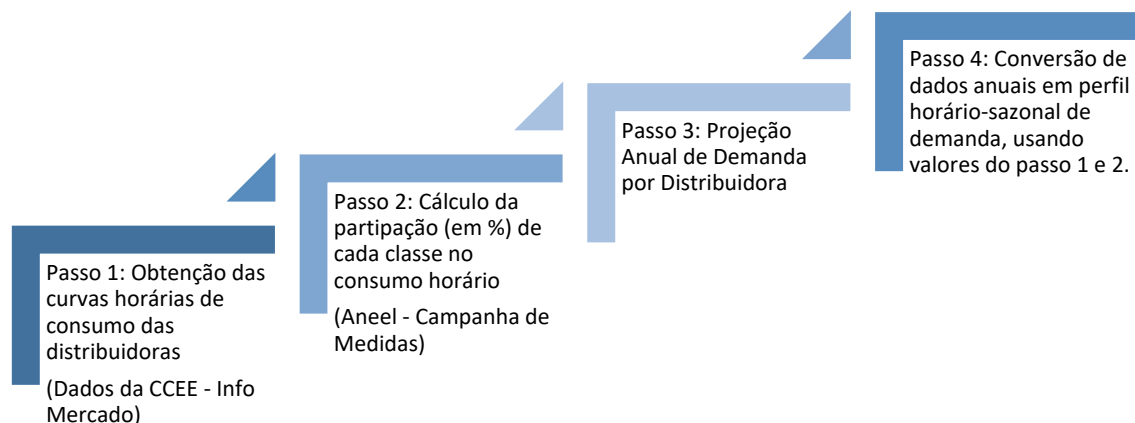 Passo 1: Obtenção das
curvas horárias de
consumo das
distribuidoras
(Dados da CCEE - Info
Mercado)
Passo 2: Cálculo da
partipação (em %) de
cada classe no
consumo horário
(Aneel - Campanha de
Medidas)
Passo 3: Projeção
Anual de Demanda
por Distribuidora
Passo 4: Conversão de
dados anuais em perfil
horário-sazonal de
demanda, usando
valores do passo 1 e 2.